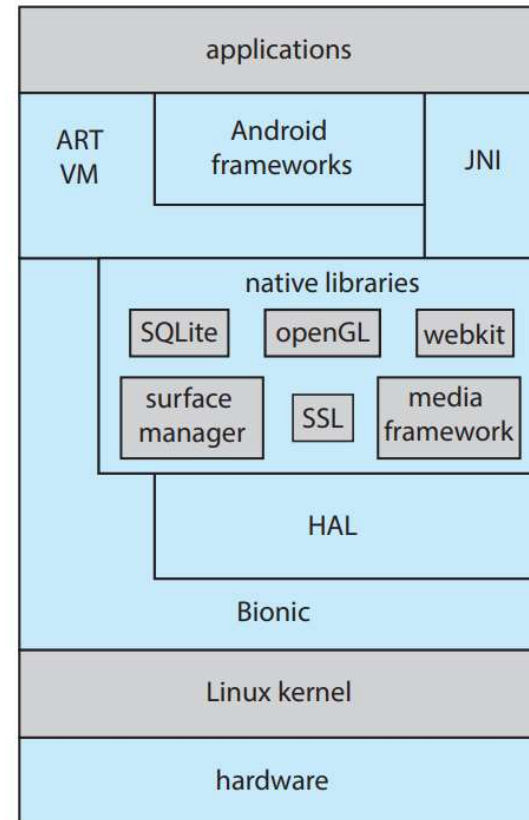 applications
ART
VM
Android
frameworks
JNI
native libraries
SQLite
openGL
webkit
surface
manager
SSL
media
framework
HAL
Bionic
Linux kernel
hardware